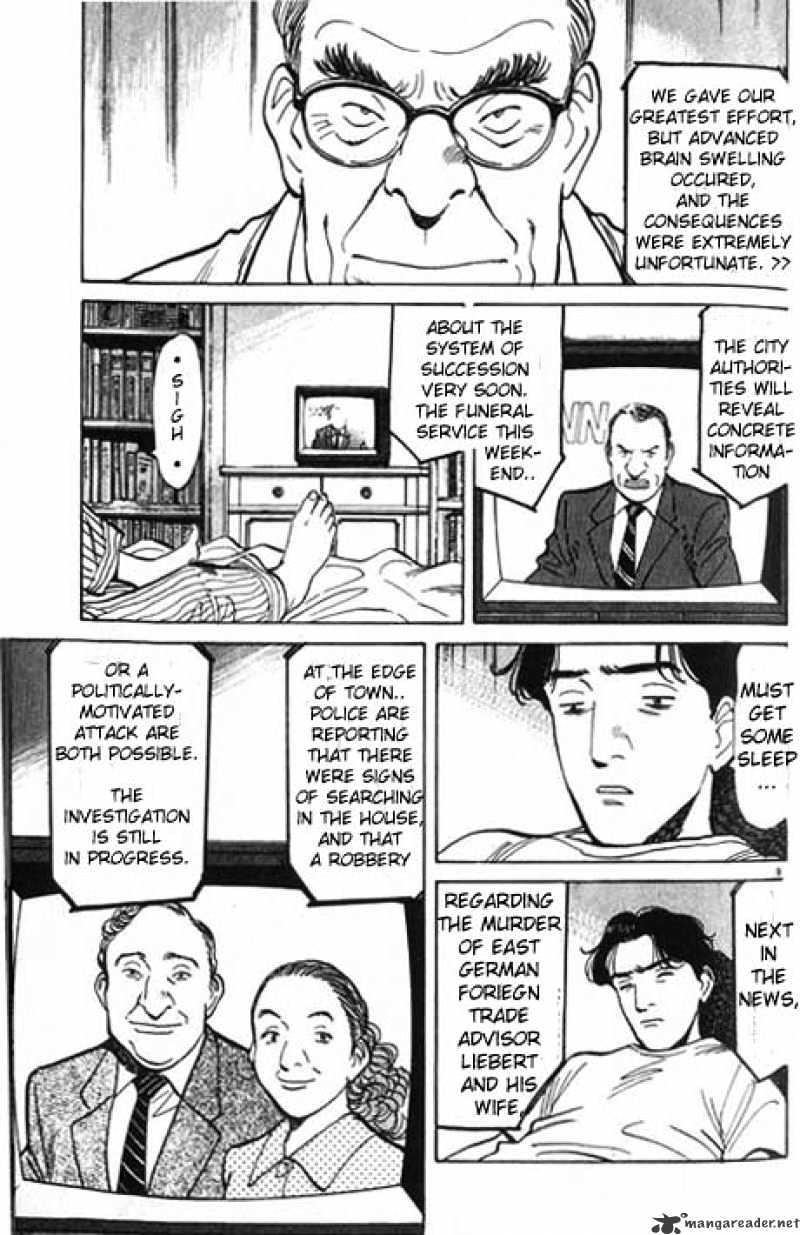 WE GAVE OUR
GREATEST EFFORT,
BUT ADVANCED
BRAIN SWELLING
OCCURED,
AND THE
CONSEQUENCES
WERE EXTREMELY
UNFORTUNATE. >>
THE CITY
AUTHORI-
TIES WILL
REVEAL
CONCRETE
INFORMA-
TION
NN
ABOUT THE
SYSTEM OF
SUCCESSION
VERY SOON.
THE FUNERAL
SERVICE THIS
WEEK-
END..
• SIGH •
MUST
GET
SOME
SLEEP
...
NEXT
IN
THE
NEWS,
REGARDING
THE MURDER
OF EAST
GERMAN
FORIEGN
TRADE
ADVISOR
LIEBERT
AND HIS
WIFE,
AT THE EDGE
OF TOWN..
POLICE ARE
REPORTING
THAT THERE
WERE SIGNS
OF SEARCHING
IN THE HOUSE,
AND THAT
A ROBBERY
OR A
POLITICALLY-
MOTIVATED
ATTACK ARE
BOTH POSSIBLE.
THE
INVESTIGATION
IS STILL
IN PROGRESS.
mangareader.net